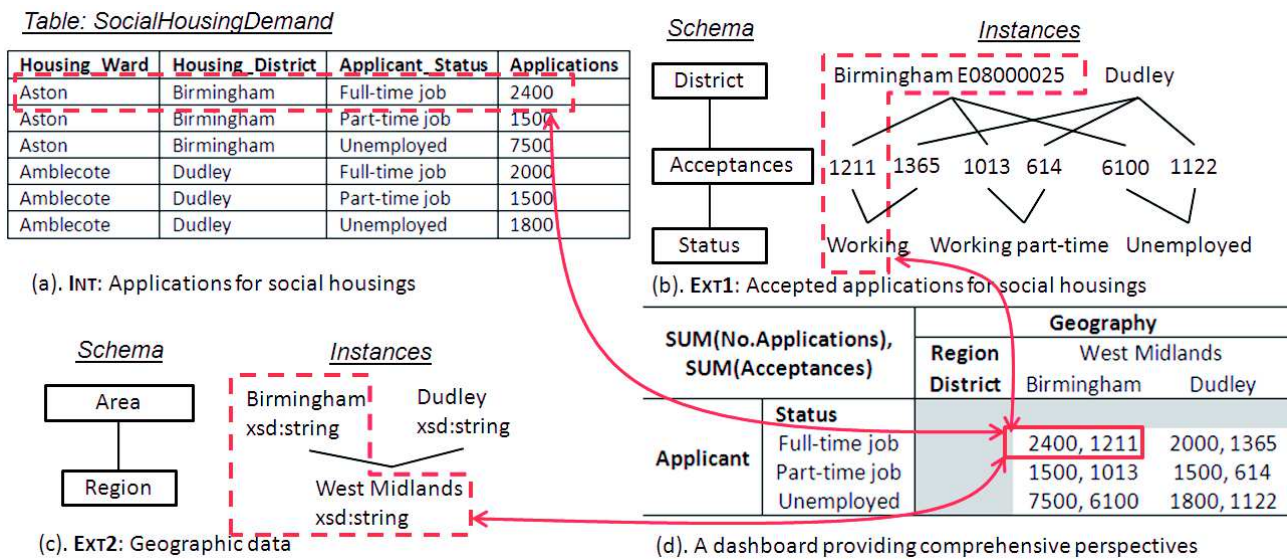 Table: SocialHousingDemand
Housing_Ward Housing_District Applicant_Status Applications
Aston Birmingham Full-time job 2400
Aston Birmingham Part-time job 1500
Aston Birmingham Unemployed 7500
Amblecote Dudley Full-time job 2000
Amblecote Dudley Part-time job 1500
Amblecote Dudley Unemployed 1800
(a). INT: Applications for social housings
Schema Instances
District Birmingham E08000025 Dudley
Acceptances 1211 1365 1013 614 6100 1122
Status Working Working part-time Unemployed
(b). EXT1: Accepted applications for social housings
Schema Instances
Area Birmingham Dudley
xsd:string xsd:string
Region West Midlands
xsd:string
(c). EXT2: Geographic data
SUM(No.Applications), Geography
SUM(Acceptances) Region West Midlands
District Birmingham Dudley
Status
Applicant Full-time job 2400, 1211 2000, 1365
Part-time job 1500, 1013 1500, 614
Unemployed 7500, 6100 1800, 1122
(d). A dashboard providing comprehensive perspectives